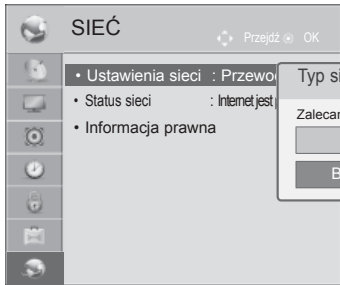 SIEĆ
Przejdź OK
• Ustawienia sieci : Przewo
Typ si
• Status sieci : Internet jest
Zalecan
• Informacja prawna
B